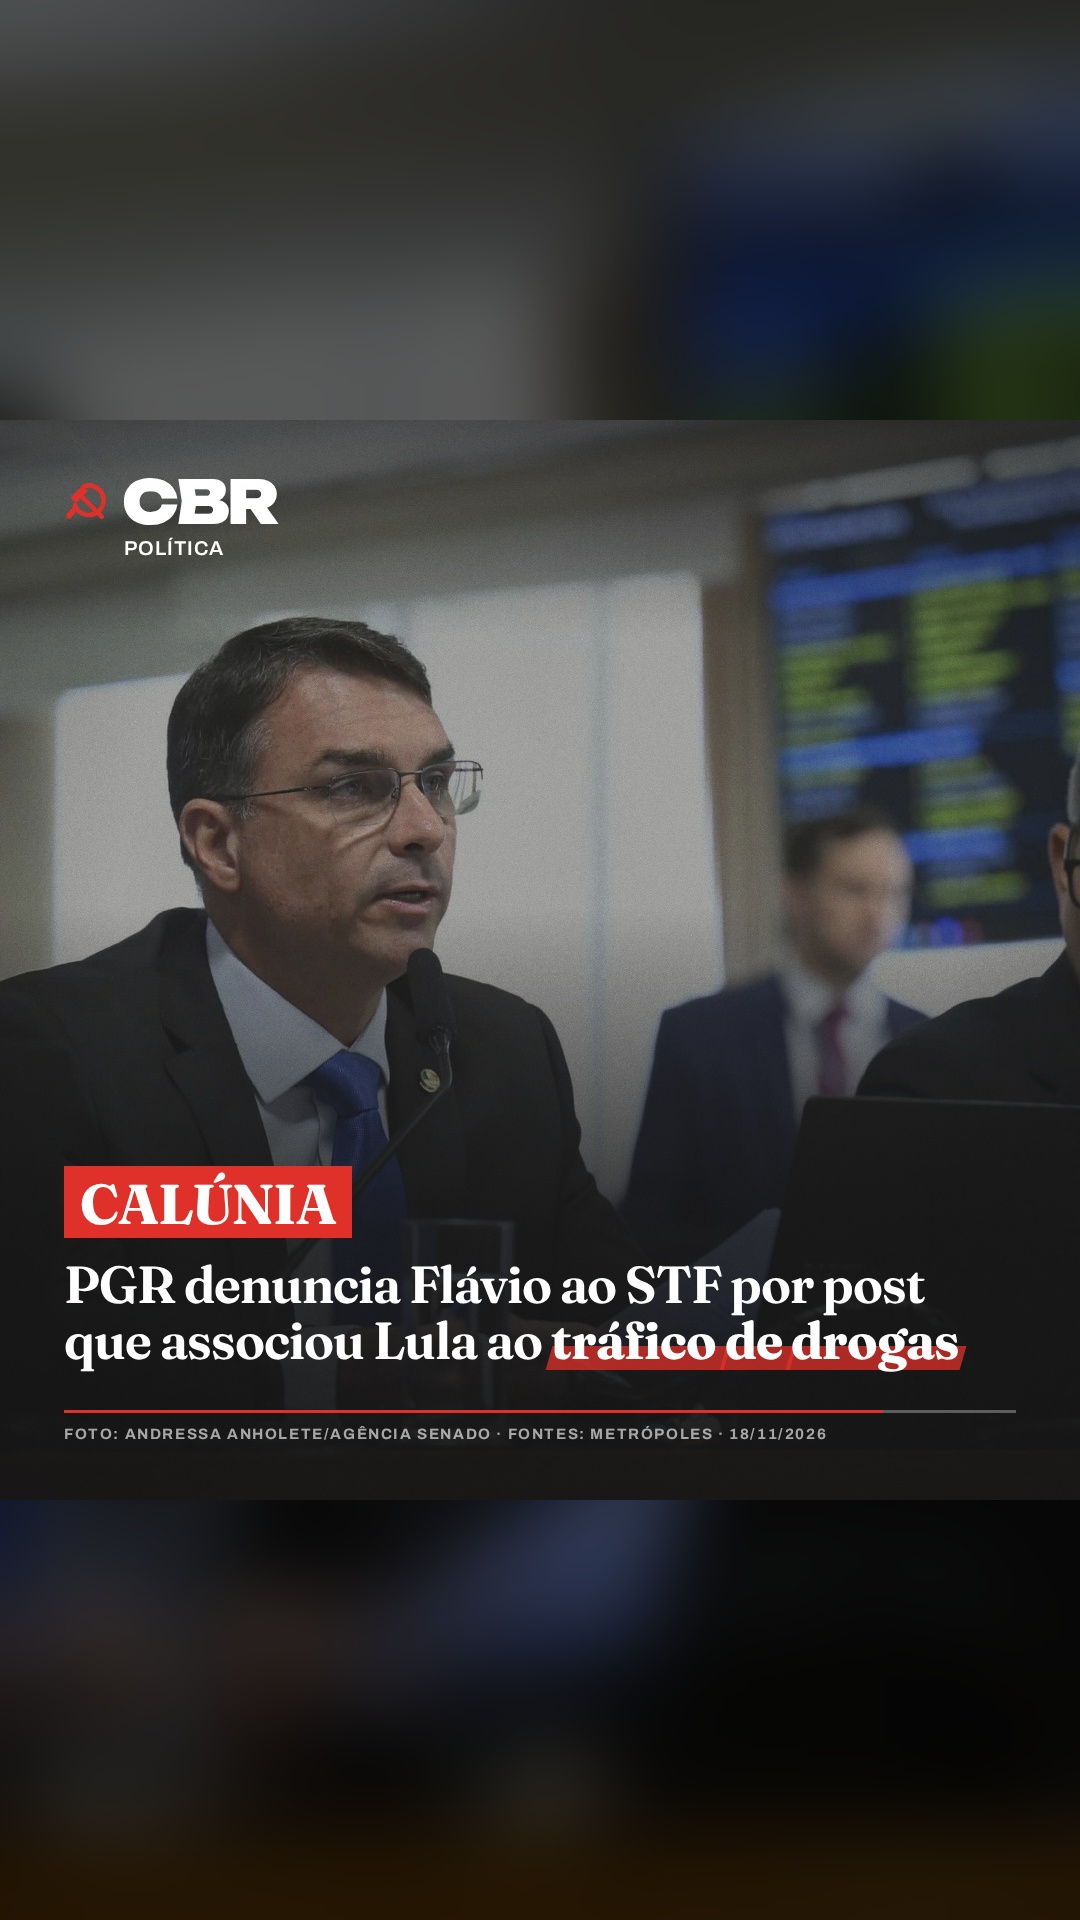 CBR
POLÍTICA
CALÚNIA
PGR denuncia Flávio ao STF por post
que associou Lula ao tráfico de drogas
FOTO: ANDRESSA ANHOLETE/AGÊNCIA SENADO · FONTES: METRÓPOLES · 18/11/2026